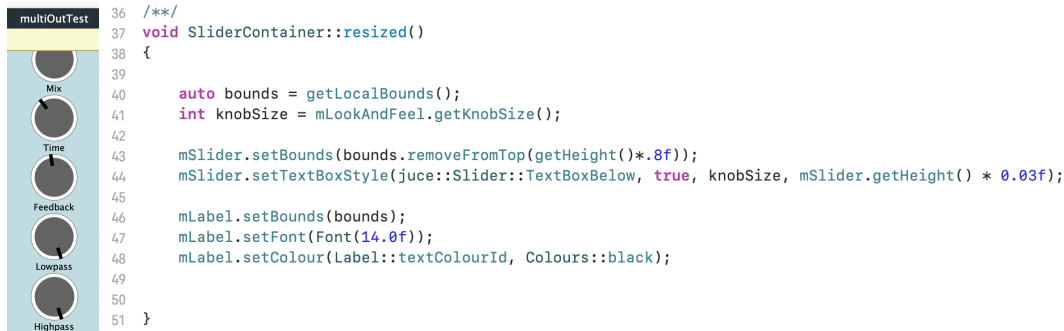 multiOutTest
Mix
Time
Feedback
Lowpass
Highpass
36 /**/
37 void SliderContainer::resized()
38 {
39
40 auto bounds = getLocalBounds();
41 int knobSize = mLookAndFeel.getKnobSize();
42
43 mSlider.setBounds(bounds.removeFromTop(getHeight()*.8f));
44 mSlider.setTextBoxStyle(juce::Slider::TextBoxBelow, true, knobSize, mSlider.getHeight() * 0.03f);
45
46 mLabel.setBounds(bounds);
47 mLabel.setFont(Font(14.0f));
48 mLabel.setColour(Label::textColourId, Colours::black);
49
50
51 }